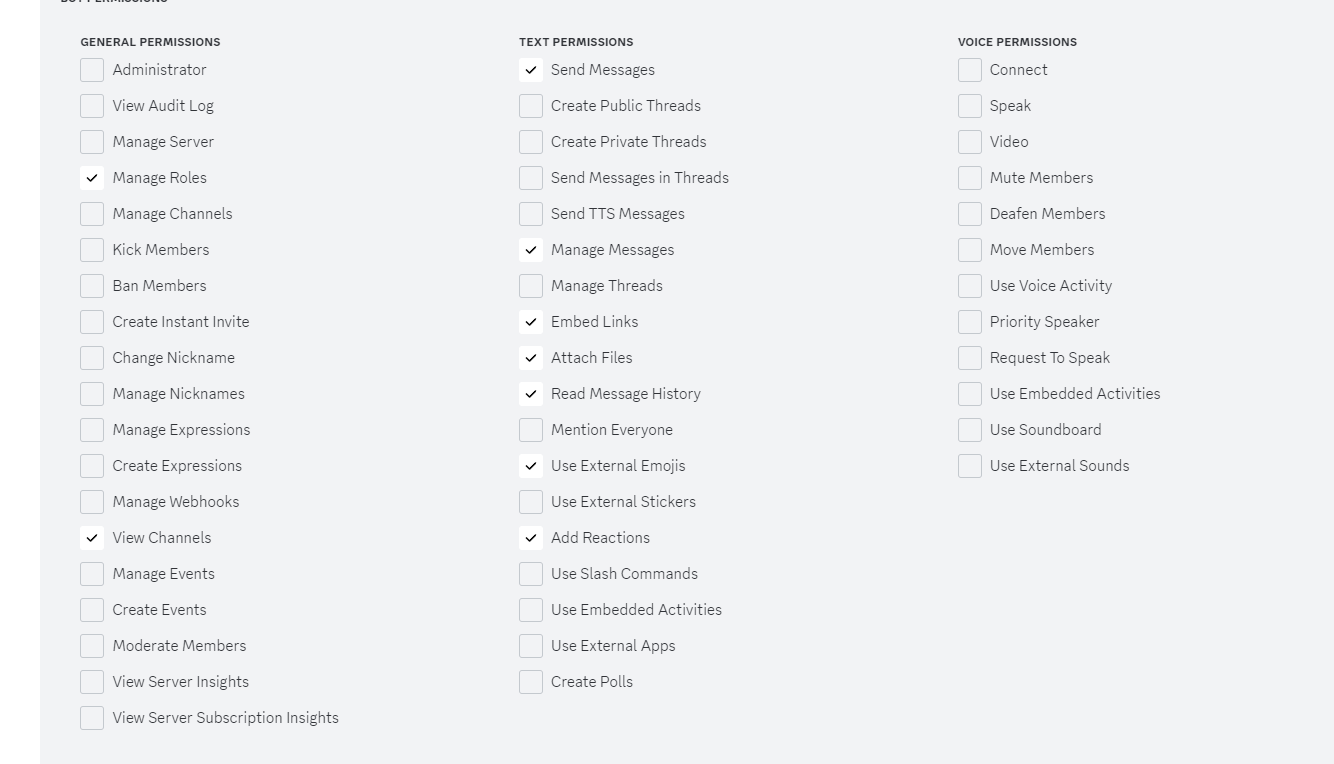 BOT PERMISSIONS
GENERAL PERMISSIONS
Administrator
View Audit Log
Manage Server
Manage Roles
Manage Channels
Kick Members
Ban Members
Create Instant Invite
Change Nickname
Manage Nicknames
Manage Expressions
Create Expressions
Manage Webhooks
View Channels
Manage Events
Create Events
Moderate Members
View Server Insights
View Server Subscription Insights
TEXT PERMISSIONS
Send Messages
Create Public Threads
Create Private Threads
Send Messages in Threads
Send TTS Messages
Manage Messages
Manage Threads
Embed Links
Attach Files
Read Message History
Mention Everyone
Use External Emojis
Use External Stickers
Add Reactions
Use Slash Commands
Use Embedded Activities
Use External Apps
Create Polls
VOICE PERMISSIONS
Connect
Speak
Video
Mute Members
Deafen Members
Move Members
Use Voice Activity
Priority Speaker
Request To Speak
Use Embedded Activities
Use Soundboard
Use External Sounds